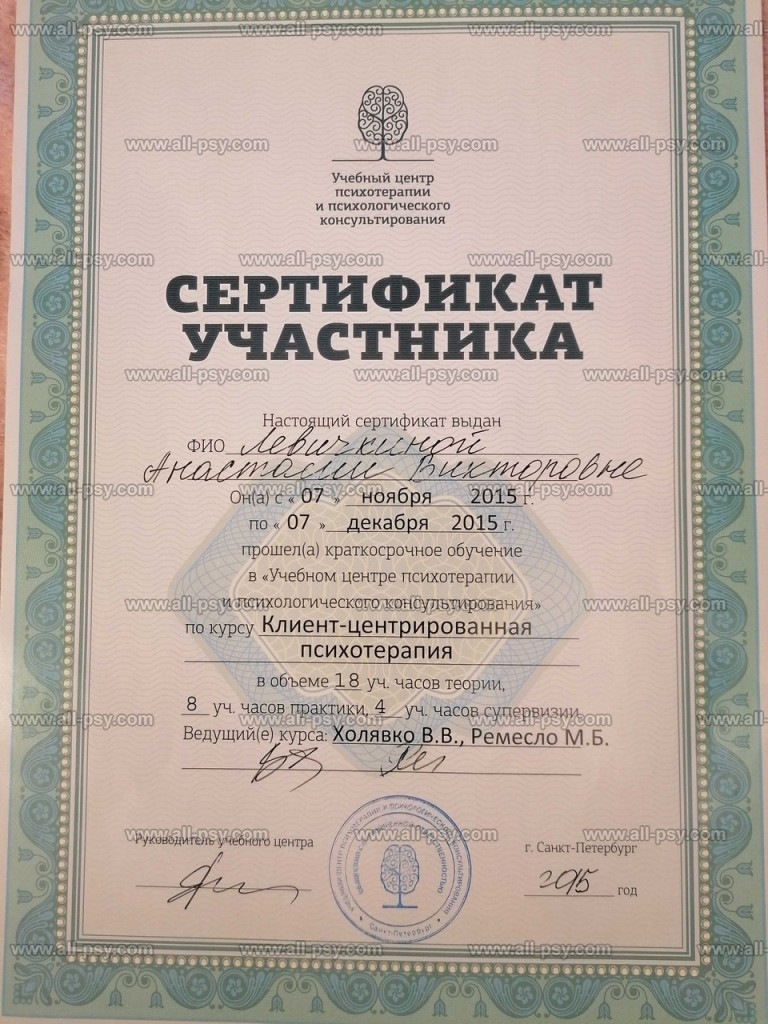 Учебный центр
психотерапии
и психологического
консультирования
СЕРТИФИКАТ
УЧАСТНИКА
Настоящий сертификат выдан
ФИО Левичкиной
Анастасии Викторовне
Он(а) с « 07 » ноября 2015 г.
по « 07 » декабря 2015 г.
прошел(а) краткосрочное обучение
в «Учебном центре психотерапии
и психологического консультирования»
по курсу Клиент-центрированная
психотерапия
в объеме 18 уч. часов теории,
8 уч. часов практики, 4 уч. часов супервизии
Ведущий(е) курса: Холявко В.В., Ремесло М.Б.
Руководитель учебного центра
г. Санкт-Петербург
2015 год
Санкт-Петербург
www.all-psy.com